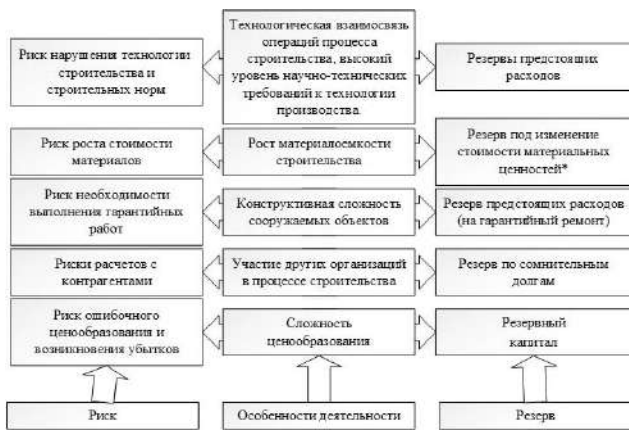 Риск нарушения технологии
строительства и
строительных норм
Технологическая взаимосвязь
операций процесса
строительства, высокий
уровень научно-технических
требований к технологии
производства.
Резервы предстоящих
расходов
Риск роста стоимости
материалов
Рост материалоемкости
строительства
Резерв под изменение
стоимости материальных
ценностей*
Риск необходимости
выполнения гарантийных
работ
Конструктивная сложность
сооружаемых объектов
Резерв предстоящих расходов
(на гарантийный ремонт)
Риски расчетов с
контрагентами
Участие других организаций
в процессе строительства
Резерв по сомнительным
долгам
Риск ошибочного
ценообразования и
возникновения убытков
Сложность
ценообразования
Резервный
капитал
Риск
Особенности деятельности
Резерв